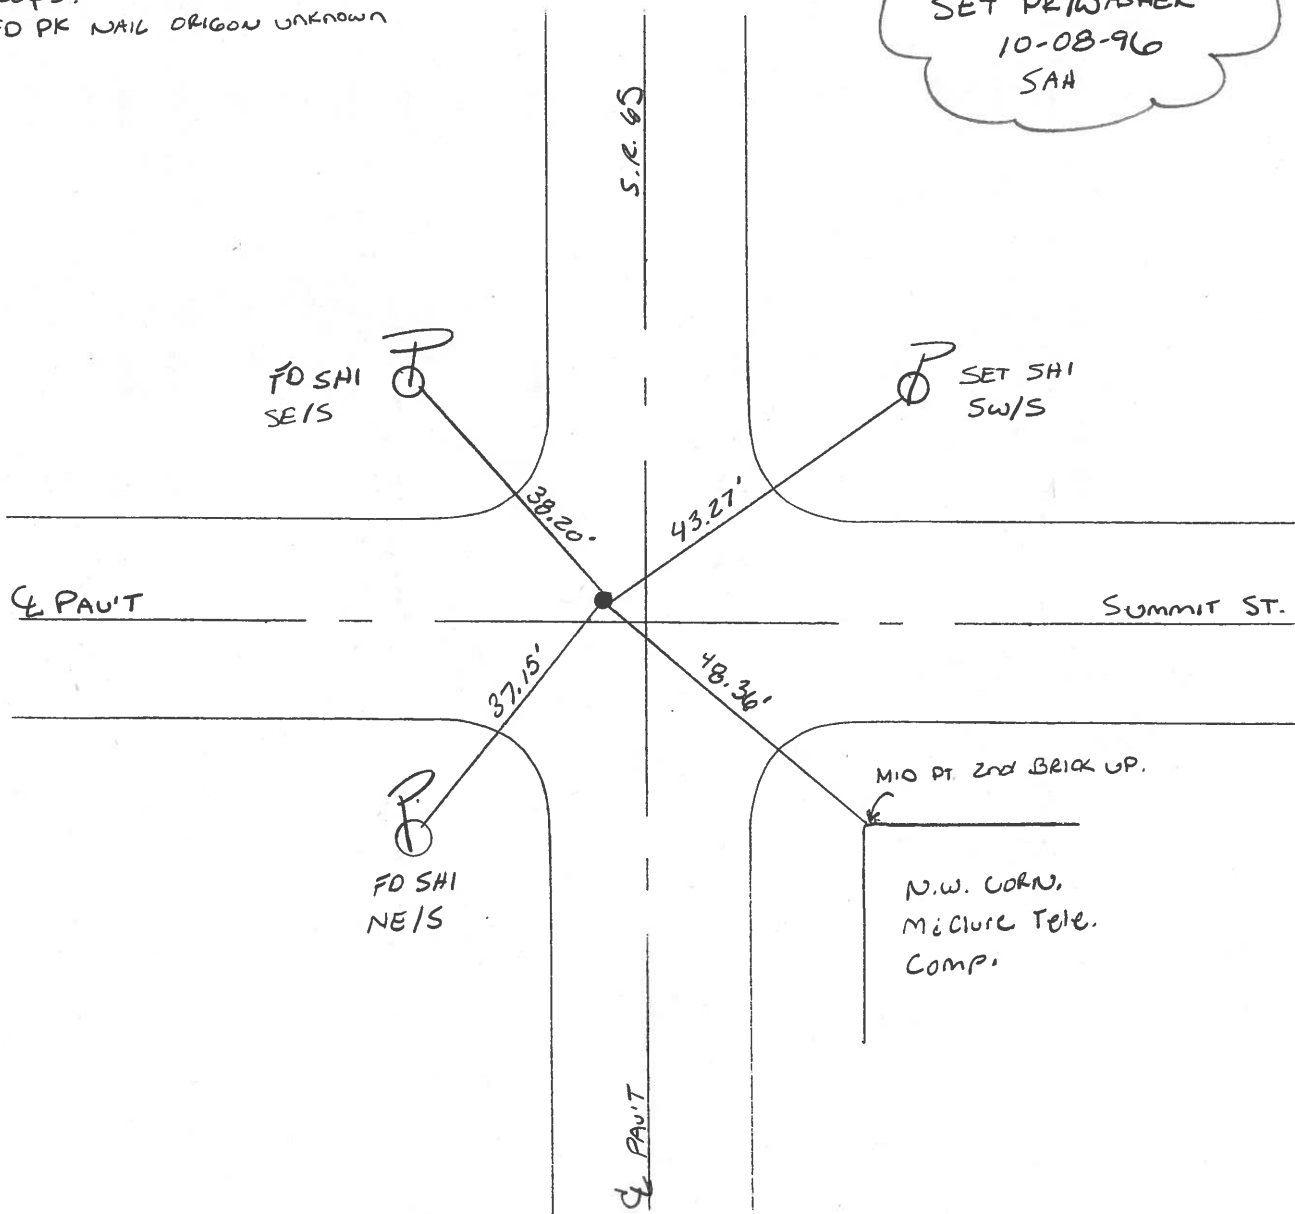 FD PK NAIL ORIGON UNKNOWN
SET PK/WASHER
10-08-96
SAH
S.R. 65
FD SHI
SE/S
SET SHI
SW/S
38.20'
43.27'
℄ PAV'T
SUMMIT ST.
37.15'
48.36'
MID PT. 2nd BRICK UP.
FD SHI
NE/S
N.W. CORN.
McClure Tele.
Comp.
℄ PAV'T